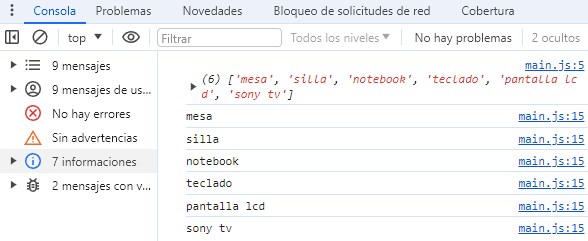 Consola Problemas Novedades Bloqueo de solicitudes de red Cobertura
top Filtrar Todos los niveles No hay problemas 2 ocultos
9 mensajes
9 mensajes de us...
No hay errores
Sin advertencias
7 informaciones
2 mensajes con v...
main.js:5
(6) ['mesa', 'silla', 'notebook', 'teclado', 'pantalla lc
d', 'sony tv']
mesa main.js:15
silla main.js:15
notebook main.js:15
teclado main.js:15
pantalla lcd main.js:15
sony tv main.js:15